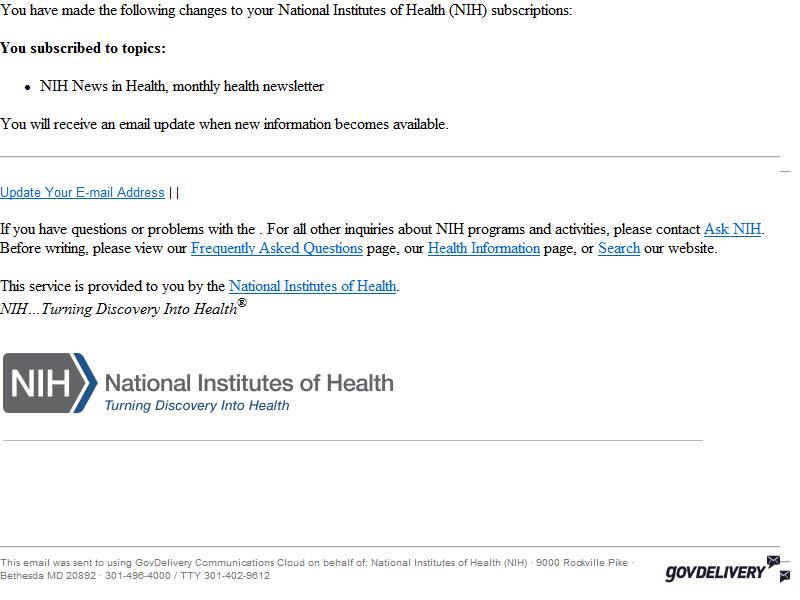 You have made the following changes to your National Institutes of Health (NIH) subscriptions:
You subscribed to topics:
• NIH News in Health, monthly health newsletter
You will receive an email update when new information becomes available.
Update Your E-mail Address | |
If you have questions or problems with the . For all other inquiries about NIH programs and activities, please contact Ask NIH.
Before writing, please view our Frequently Asked Questions page, our Health Information page, or Search our website.
This service is provided to you by the National Institutes of Health.
NIH…Turning Discovery Into Health®
NIH National Institutes of Health
Turning Discovery Into Health
This email was sent to using GovDelivery Communications Cloud on behalf of: National Institutes of Health (NIH) · 9000 Rockville Pike ·
Bethesda MD 20892 · 301-496-4000 / TTY 301-402-9612
GOVDELIVERY